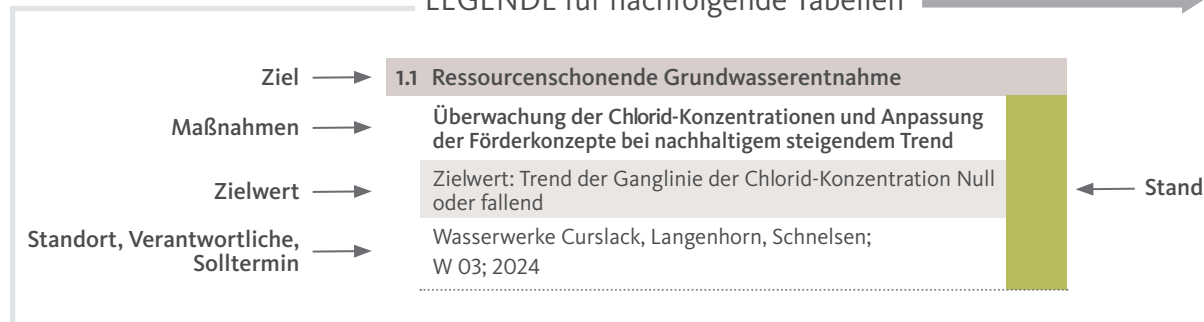 LEGENDE für nachfolgende Tabellen
Ziel
1.1 Ressourcenschonende Grundwasserentnahme
Maßnahmen
Überwachung der Chlorid-Konzentrationen und Anpassung
der Förderkonzepte bei nachhaltigem steigendem Trend
Zielwert
Zielwert: Trend der Ganglinie der Chlorid-Konzentration Null
oder fallend
Stand
Standort, Verantwortliche,
Solltermin
Wasserwerke Curslack, Langenhorn, Schnelsen;
W 03; 2024